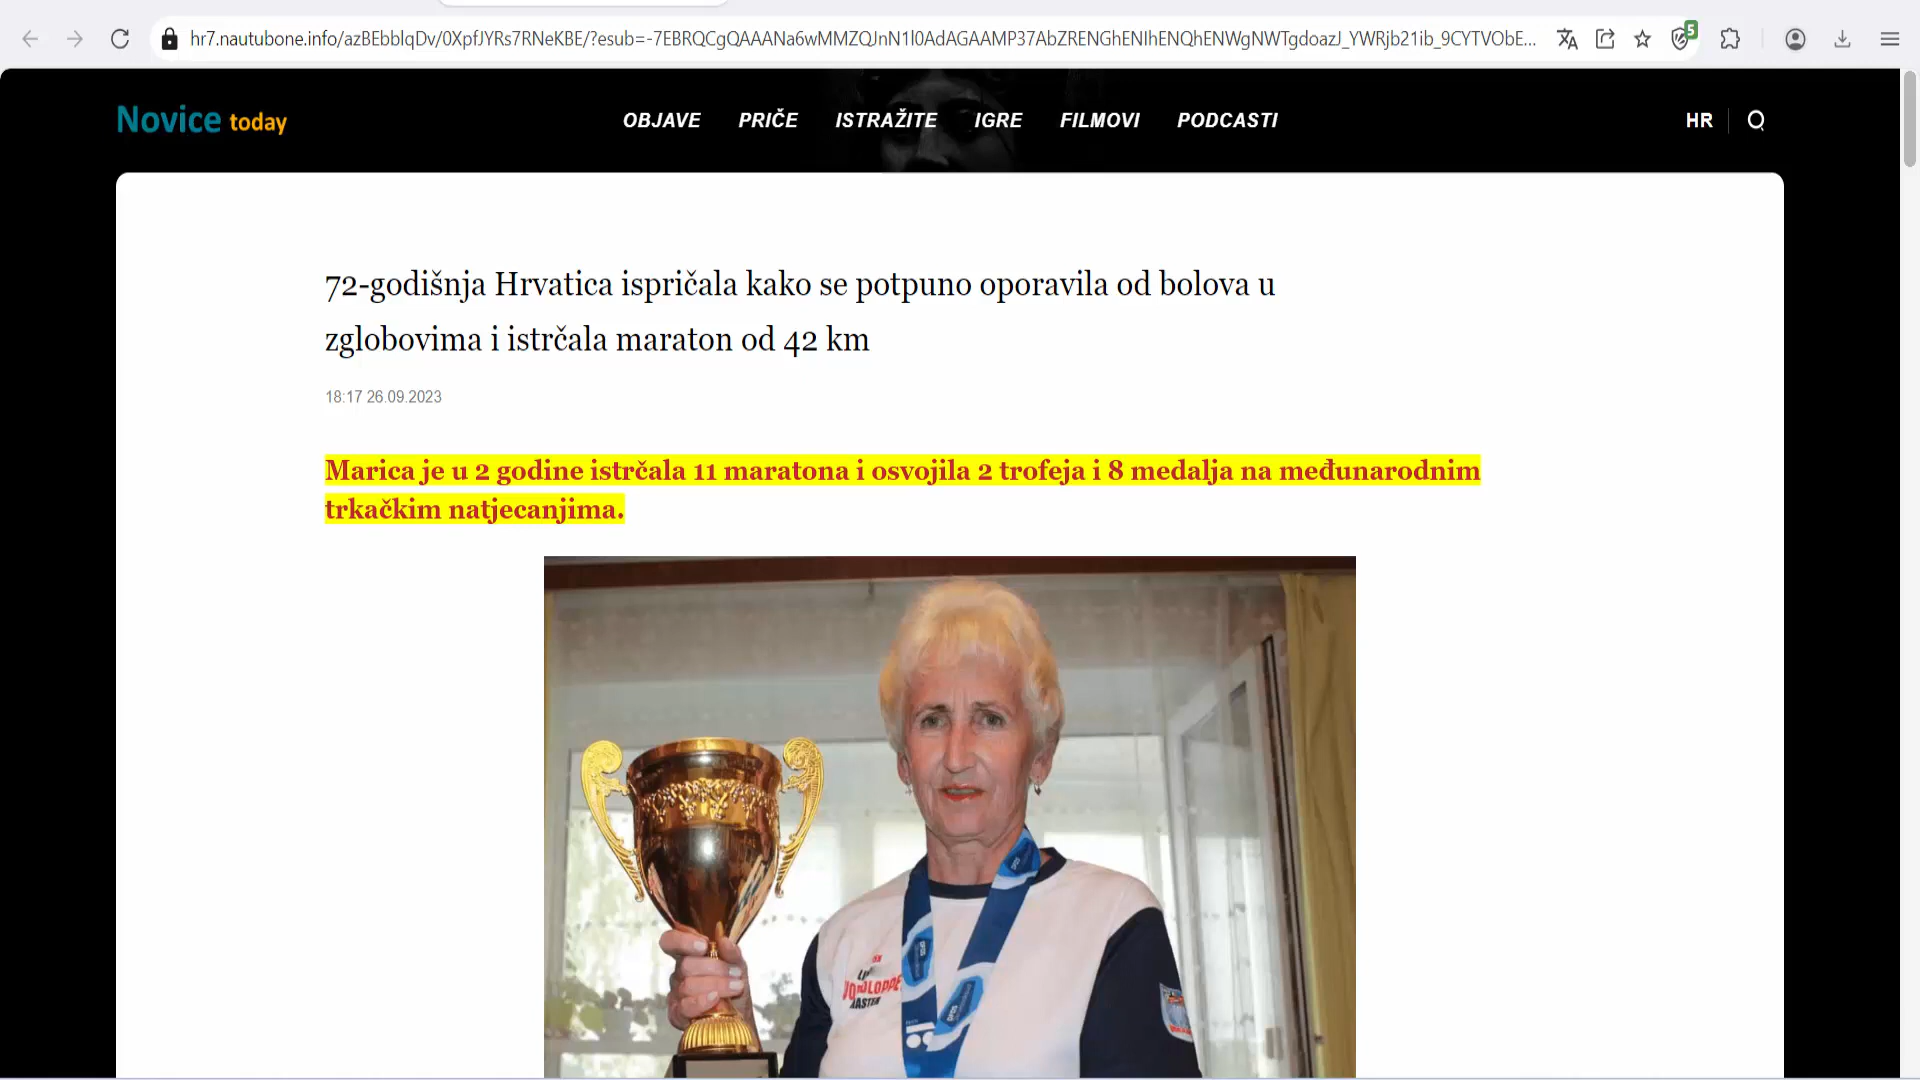 hr7.nautubone.info/azBEbblqDv/0XpfJYRs7RNeKBE/?esub=-7EBRQCgQAAANa6wMMZQJnN1l0AdAGAAMP37AbZRENGhENIhENQhENWgNWTgdoazJ_YWRjb21ib_9CYTVObE...
5
Novice today
OBJAVE PRIČE ISTRAŽITE IGRE FILMOVI PODCASTI
HR
72-godišnja Hrvatica ispričala kako se potpuno oporavila od bolova u
zglobovima i istrčala maraton od 42 km
18:17 26.09.2023
Marica je u 2 godine istrčala 11 maratona i osvojila 2 trofeja i 8 medalja na međunarodnim
trkačkim natjecanjima.